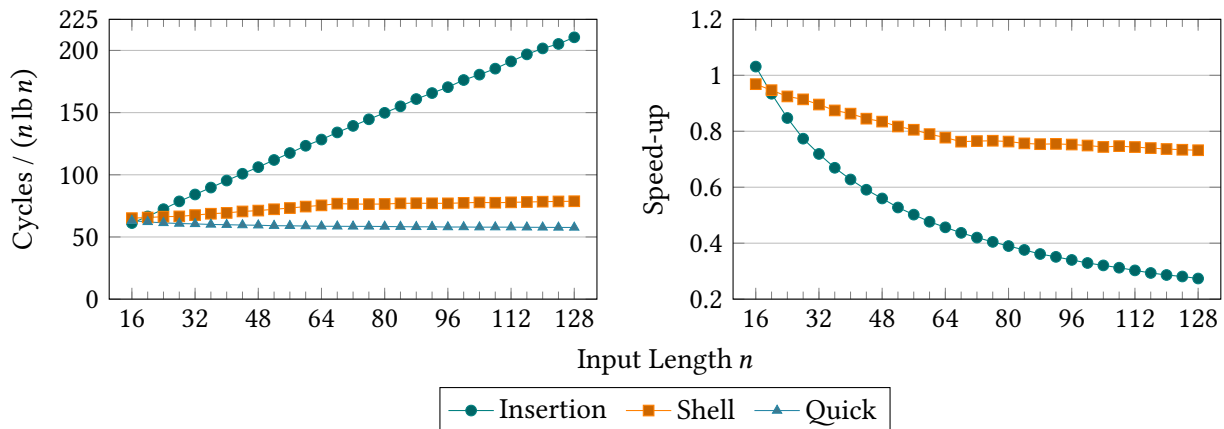 Cycles / (n lb n)
225
200
150
100
50
0
16 32 48 64 80 96 112 128
Speed-up
1
0.8
0.6
0.4
0.2
16 32 48 64 80 96 112 128
Input Length n
Insertion Shell Quick